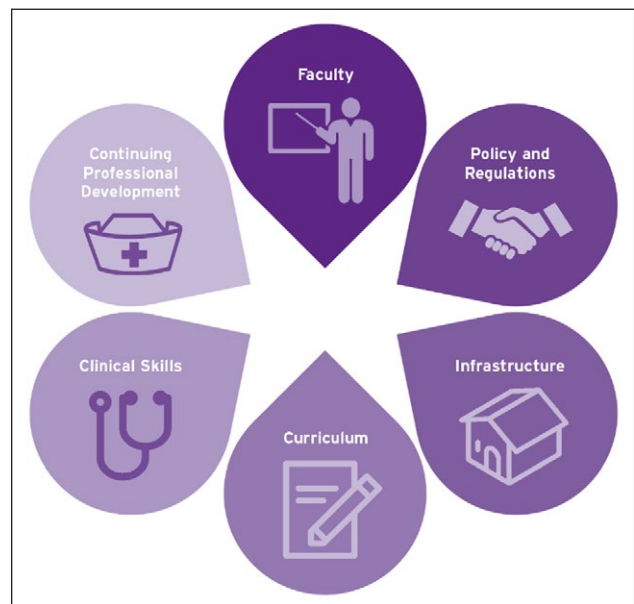 Faculty
Policy and
Regulations
Infrastructure
Curriculum
Clinical Skills
Continuing
Professional
Development